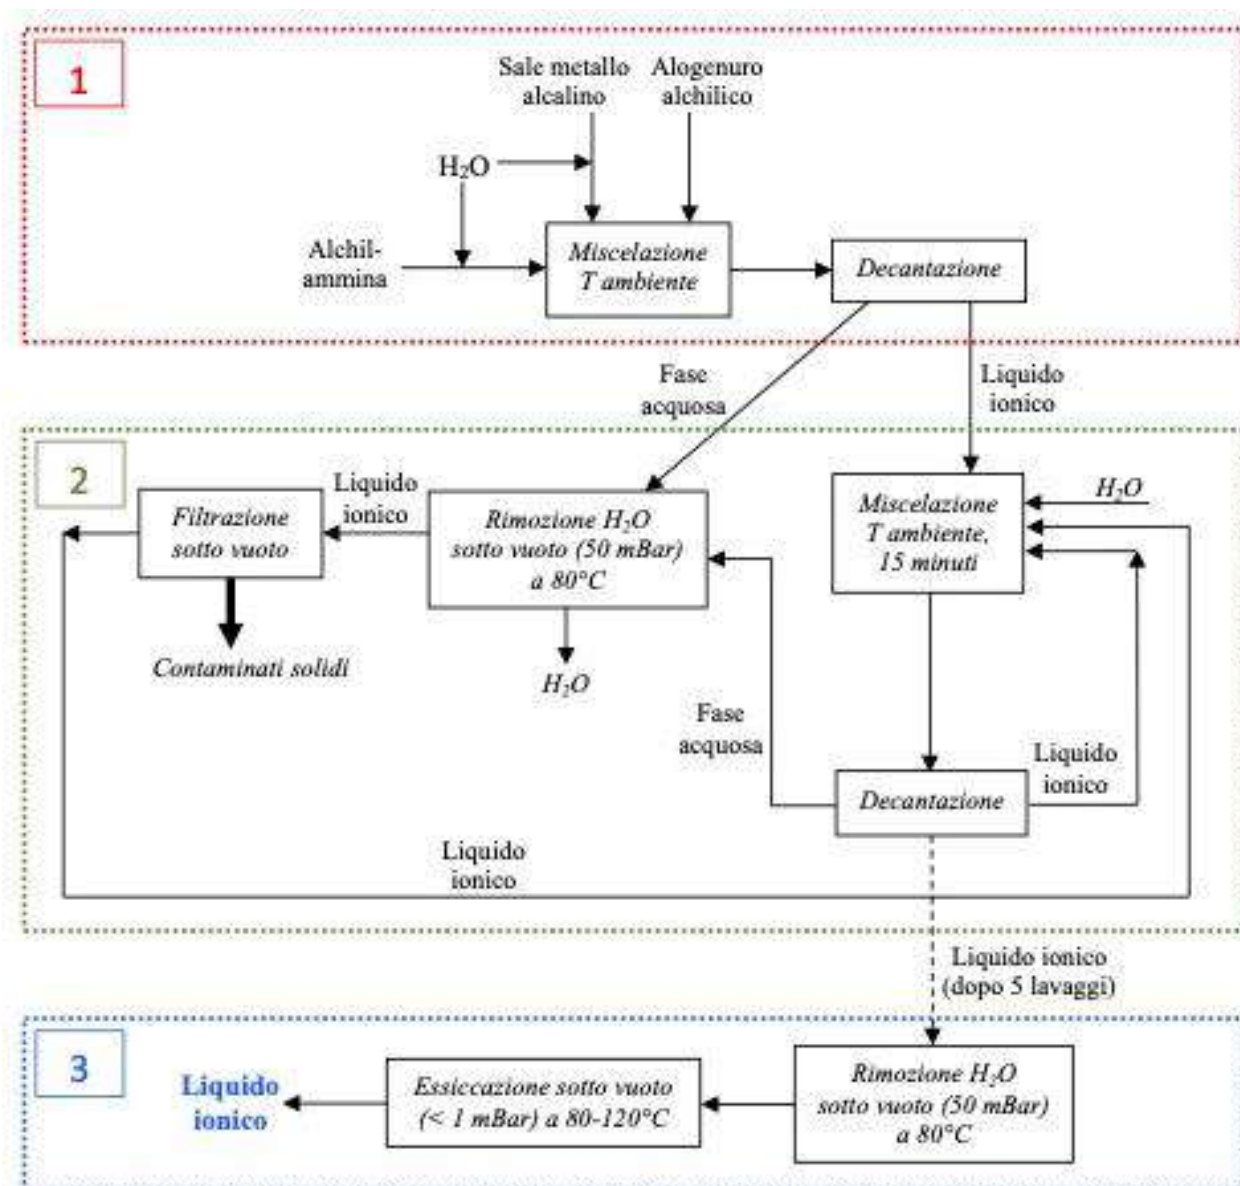 1
Sale metallo
alcalino
Alogenuro
alchilico
H₂O
Alchil-
ammina
Miscelazione
T ambiente
Decantazione
Fase
acquosa
Liquido
ionico
2
Filtrazione
sotto vuoto
Liquido
ionico
Rimozione H₂O
sotto vuoto (50 mBar)
a 80°C
Miscelazione
T ambiente,
15 minuti
H₂O
Contaminati solidi
H₂O
Fase
acquosa
Liquido
ionico
Decantazione
Liquido
ionico
Liquido ionico
(dopo 5 lavaggi)
3
Liquido
ionico
Essiccazione sotto vuoto
(< 1 mBar) a 80-120°C
Rimozione H₂O
sotto vuoto (50 mBar)
a 80°C